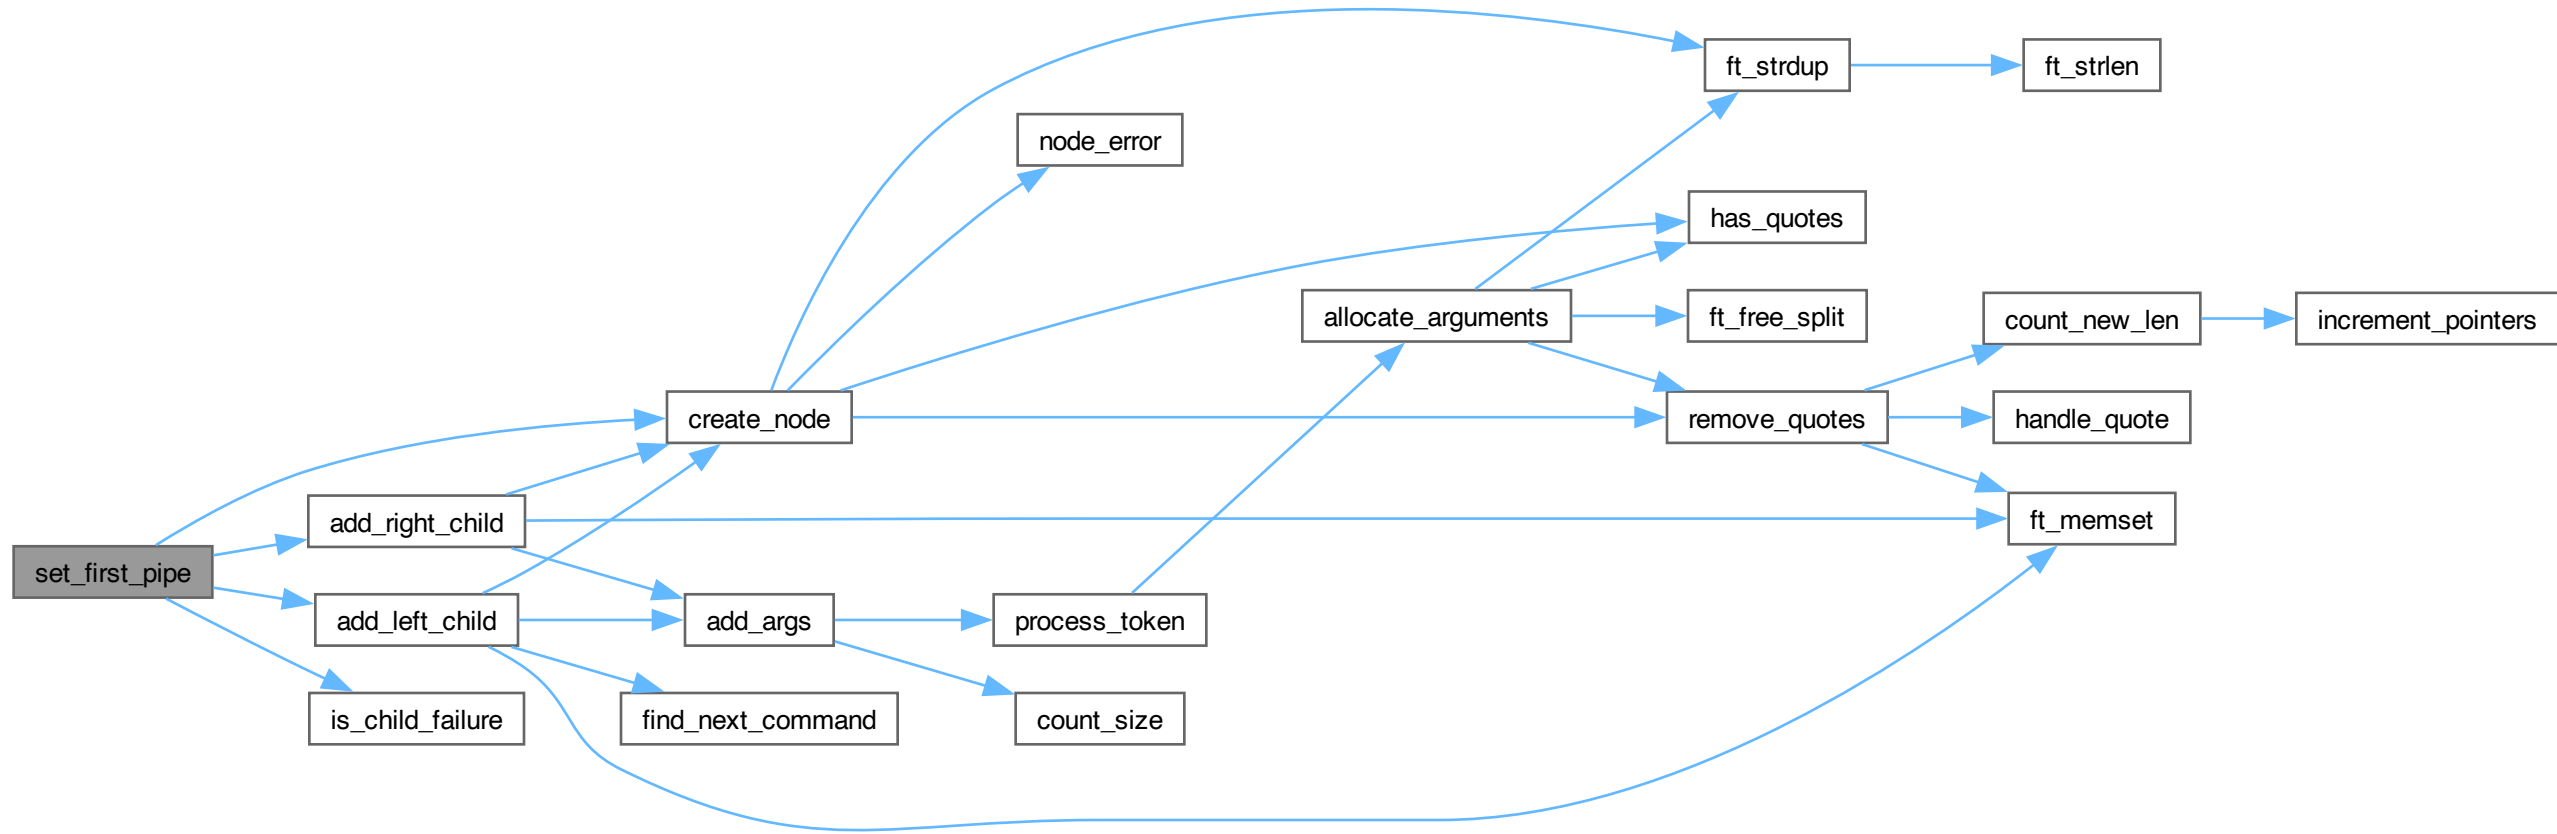 set_first_pipe
add_right_child
add_left_child
is_child_failure
create_node
add_args
find_next_command
node_error
process_token
count_size
allocate_arguments
ft_strdup
has_quotes
ft_free_split
remove_quotes
ft_strlen
count_new_len
handle_quote
ft_memset
increment_pointers